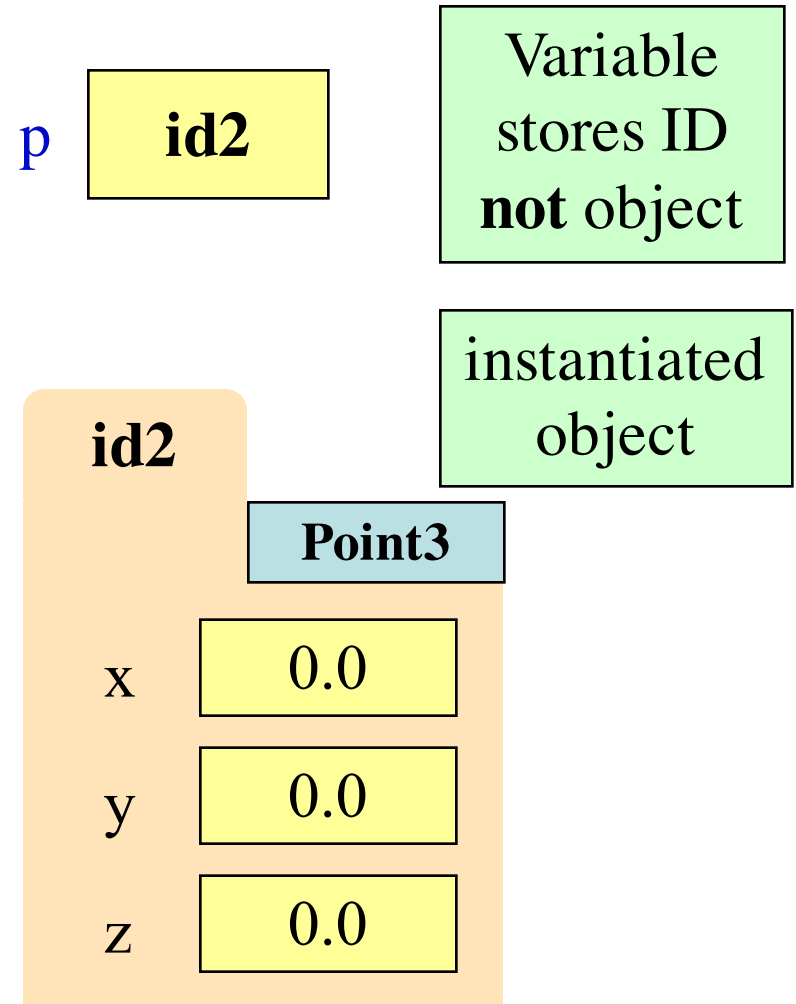 p
id2
Variable
stores ID
not object
instantiated
object
id2
Point3
x 0.0
y 0.0
z 0.0